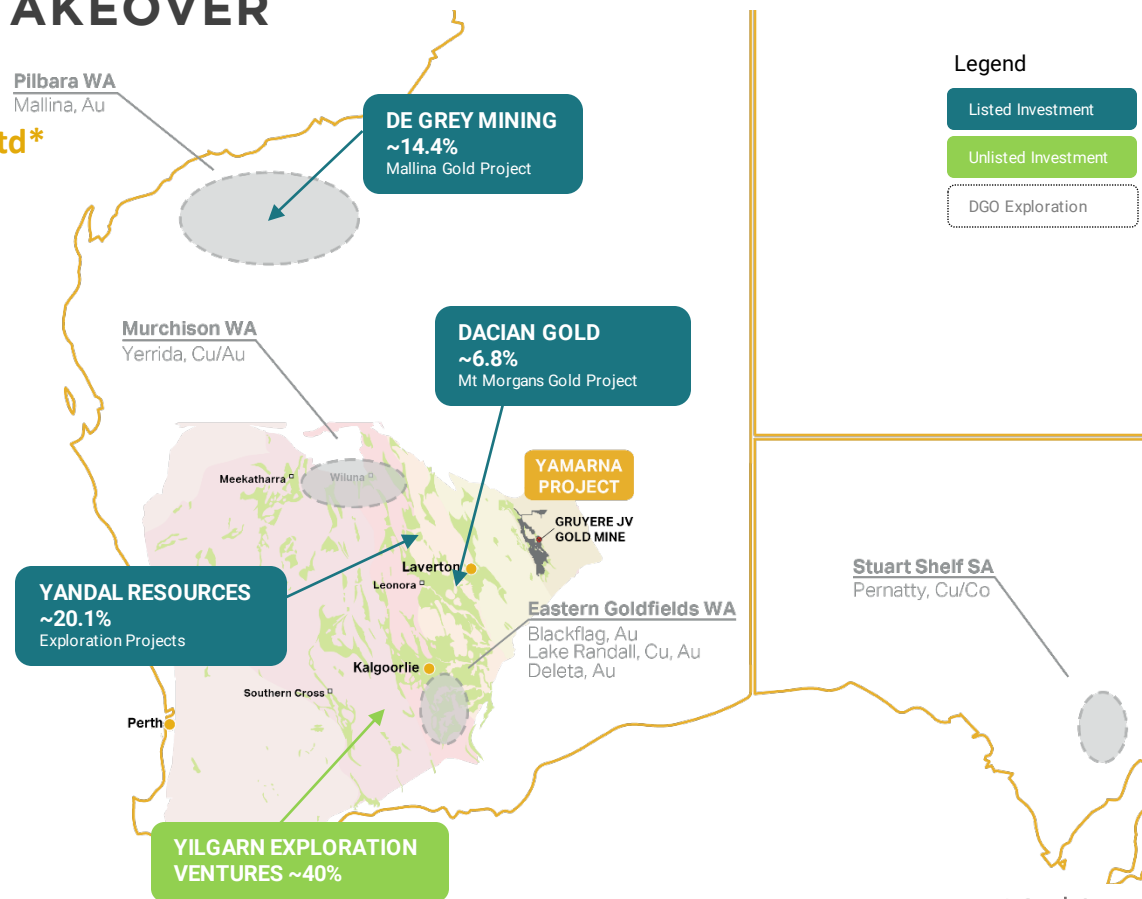 AKEOVER
Pilbara WA
Mallina, Au
td*
DE GREY MINING
~14.4%
Mallina Gold Project
Legend
Listed Investment
Unlisted Investment
DGO Exploration
Murchison WA
Yerrida, Cu/Au
DACIAN GOLD
~6.8%
Mt Morgans Gold Project
YAMARNA
PROJECT
Meekatharra
Wiluna
GRUYERE JV
GOLD MINE
Laverton
Leonora
YANDAL RESOURCES
~20.1%
Exploration Projects
Eastern Goldfields WA
Blackflag, Au
Lake Randall, Cu, Au
Deleta, Au
Stuart Shelf SA
Pernatty, Cu/Co
Kalgoorlie
Southern Cross
Perth
YILGARN EXPLORATION
VENTURES ~40%